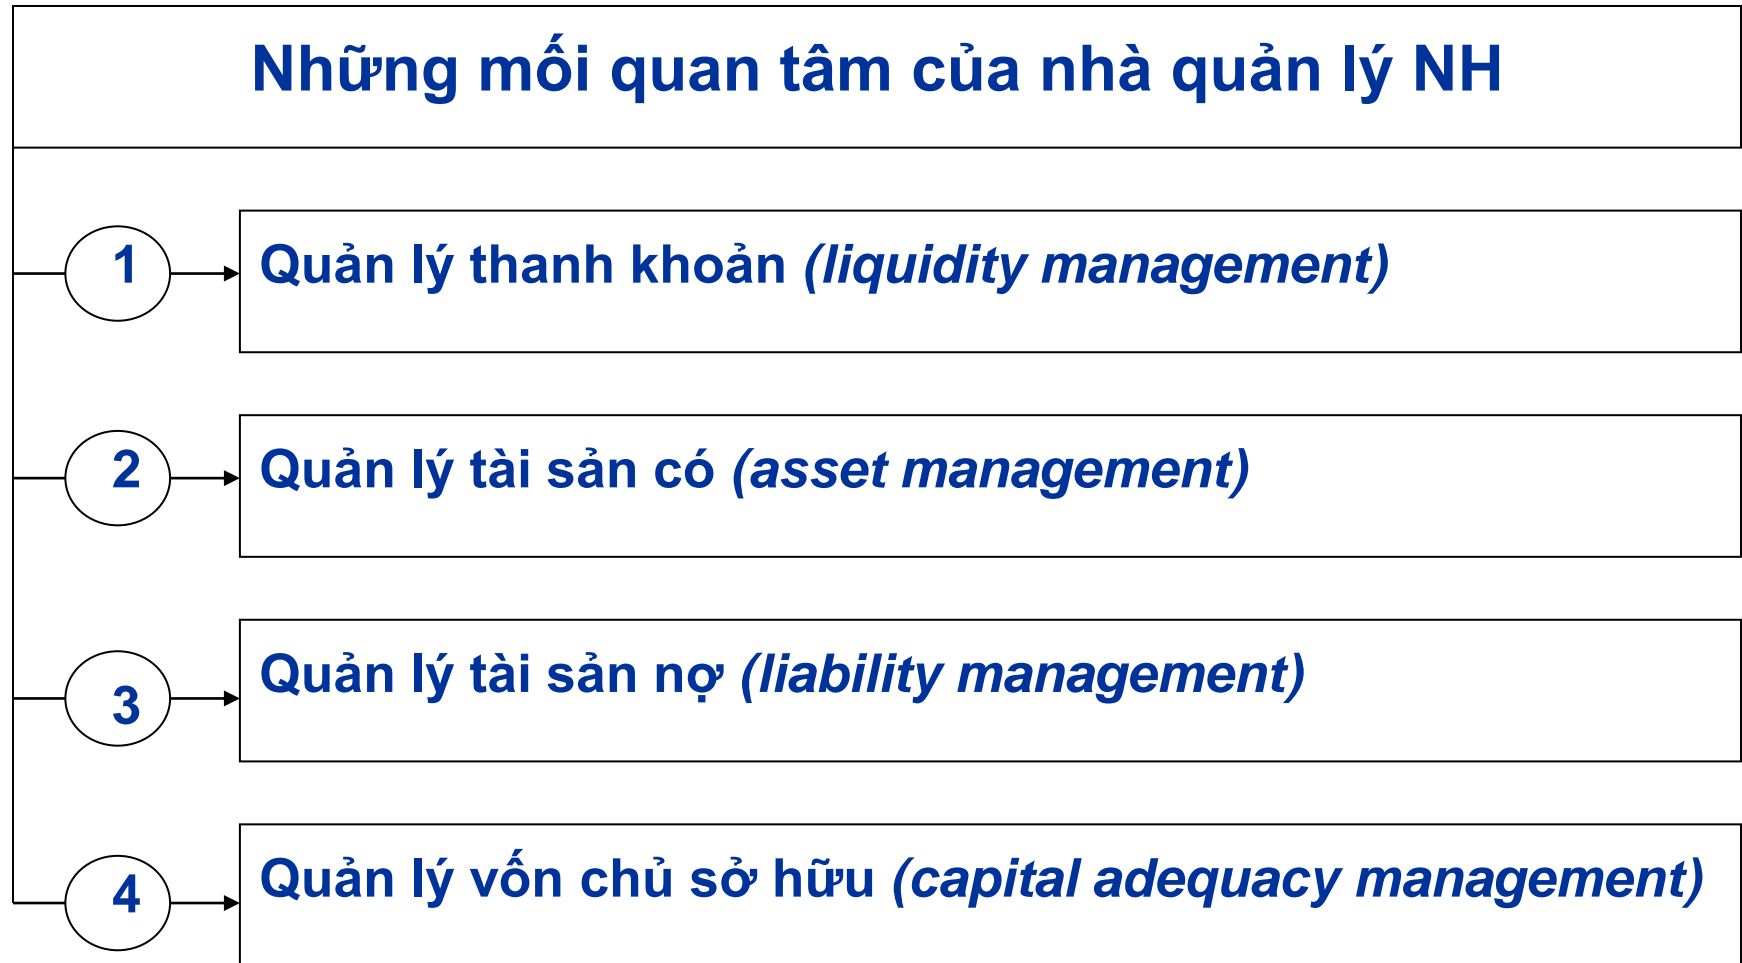 Những mối quan tâm của nhà quản lý NH
1
Quản lý thanh khoản (liquidity management)
2
Quản lý tài sản có (asset management)
3
Quản lý tài sản nợ (liability management)
4
Quản lý vốn chủ sở hữu (capital adequacy management)